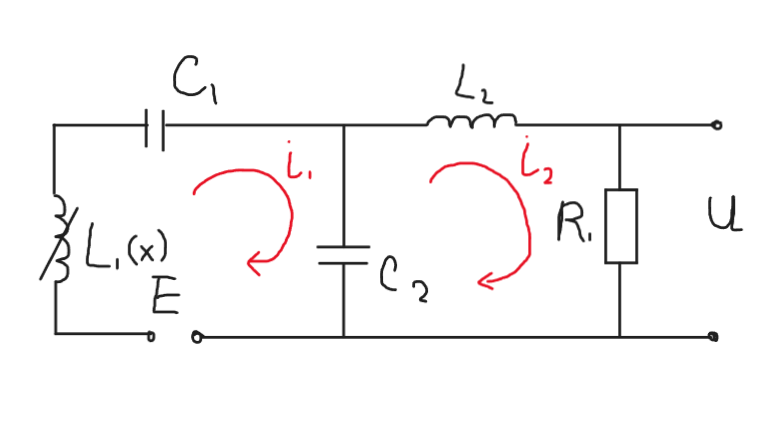 C₁
L₂
i₁
i₂
L₁(x)
E
C₂
R₁
u